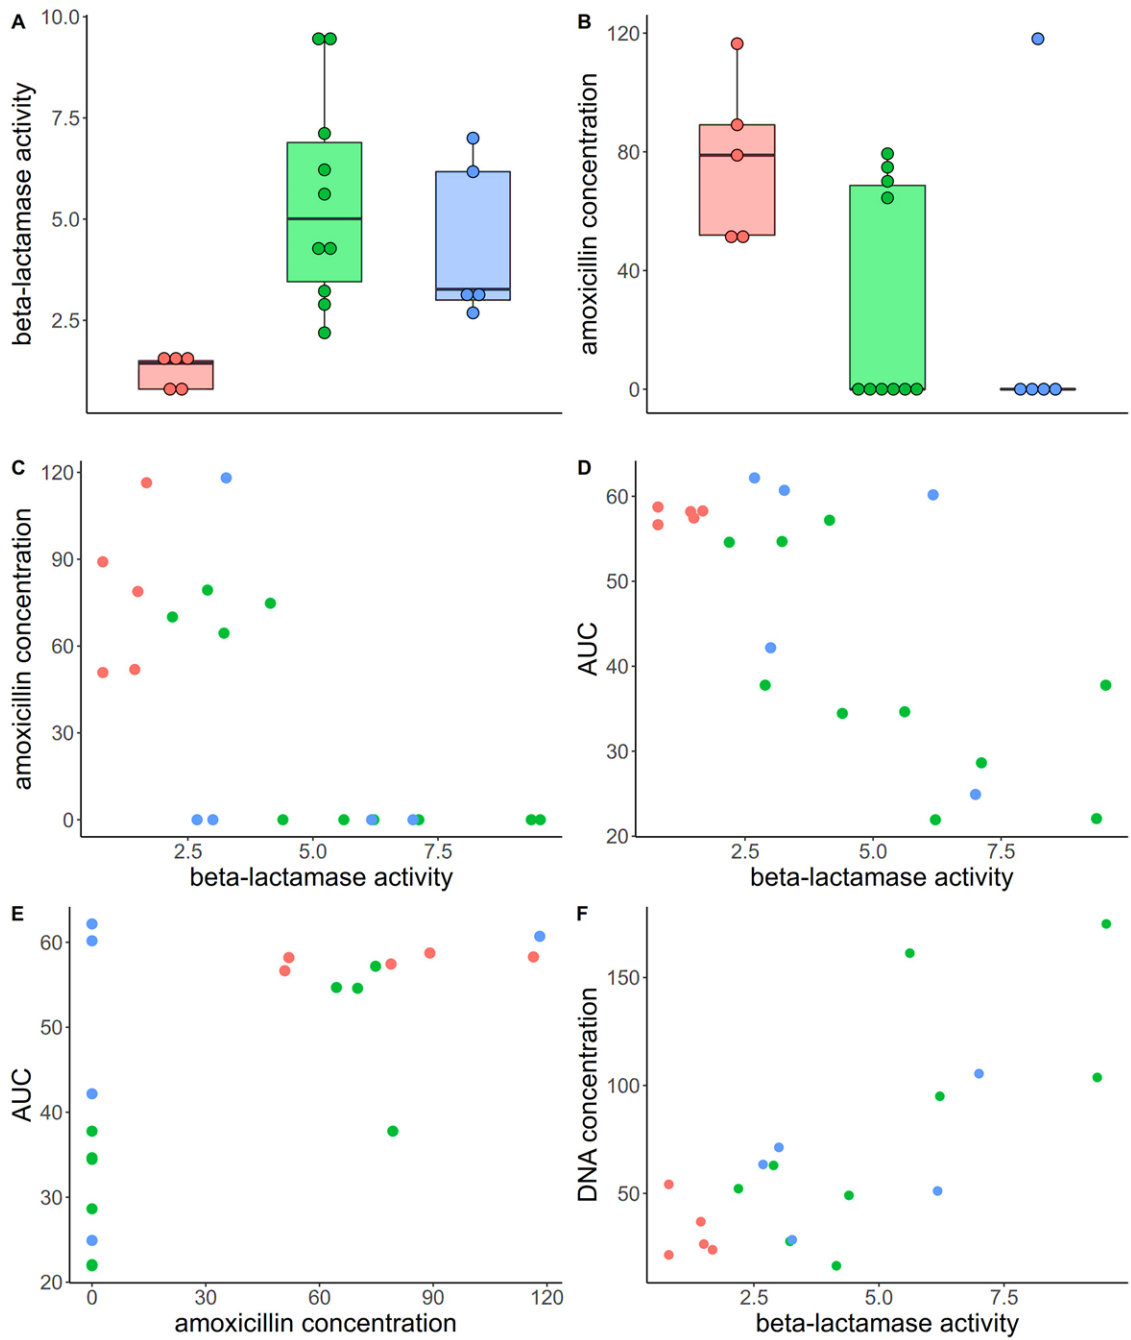 A
beta-lactamase activity
10.0
7.5
5.0
2.5
B
amoxicillin concentration
120
80
40
0
C
amoxicillin concentration
120
90
60
30
0
2.5 5.0 7.5
beta-lactamase activity
D
AUC
60
50
40
30
20
2.5 5.0 7.5
beta-lactamase activity
E
AUC
60
50
40
30
20
0 30 60 90 120
amoxicillin concentration
F
DNA concentration
150
100
50
2.5 5.0 7.5
beta-lactamase activity